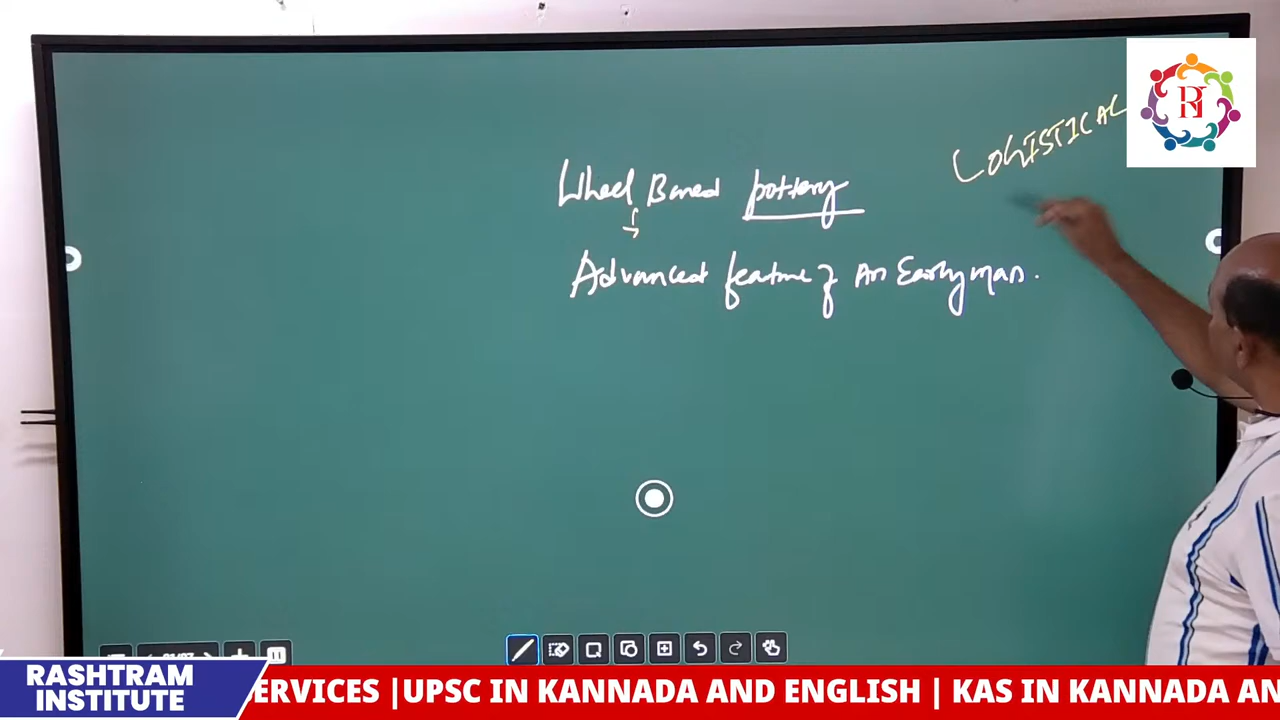 LOGISTICAL
Wheel Based pottery
Advanced feature of An Early man.
RASHTRAM
INSTITUTE
ERVICES |UPSC IN KANNADA AND ENGLISH | KAS IN KANNADA AN